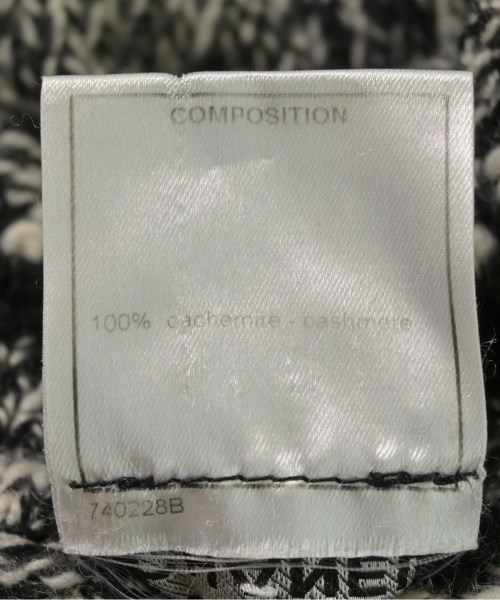 COMPOSITION
100% cachemire - cashmere
740228B